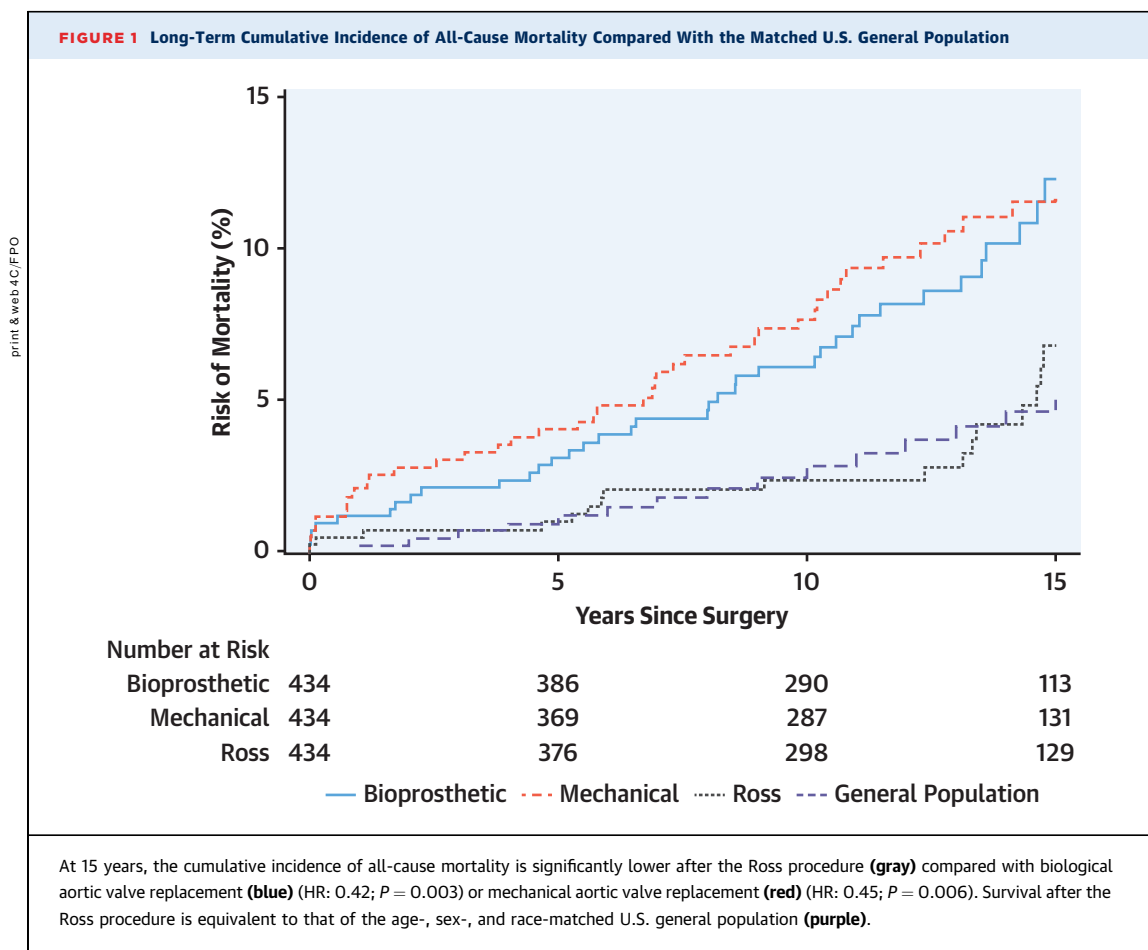 FIGURE 1 Long-Term Cumulative Incidence of All-Cause Mortality Compared With the Matched U.S. General Population
print & web 4C/FPO
Risk of Mortality (%)
15
10
5
0
0 5 10 15
Years Since Surgery
Number at Risk
Bioprosthetic 434 386 290 113
Mechanical 434 369 287 131
Ross 434 376 298 129
Bioprosthetic Mechanical Ross General Population
At 15 years, the cumulative incidence of all-cause mortality is significantly lower after the Ross procedure (gray) compared with biological
aortic valve replacement (blue) (HR: 0.42; P = 0.003) or mechanical aortic valve replacement (red) (HR: 0.45; P = 0.006). Survival after the
Ross procedure is equivalent to that of the age-, sex-, and race-matched U.S. general population (purple).